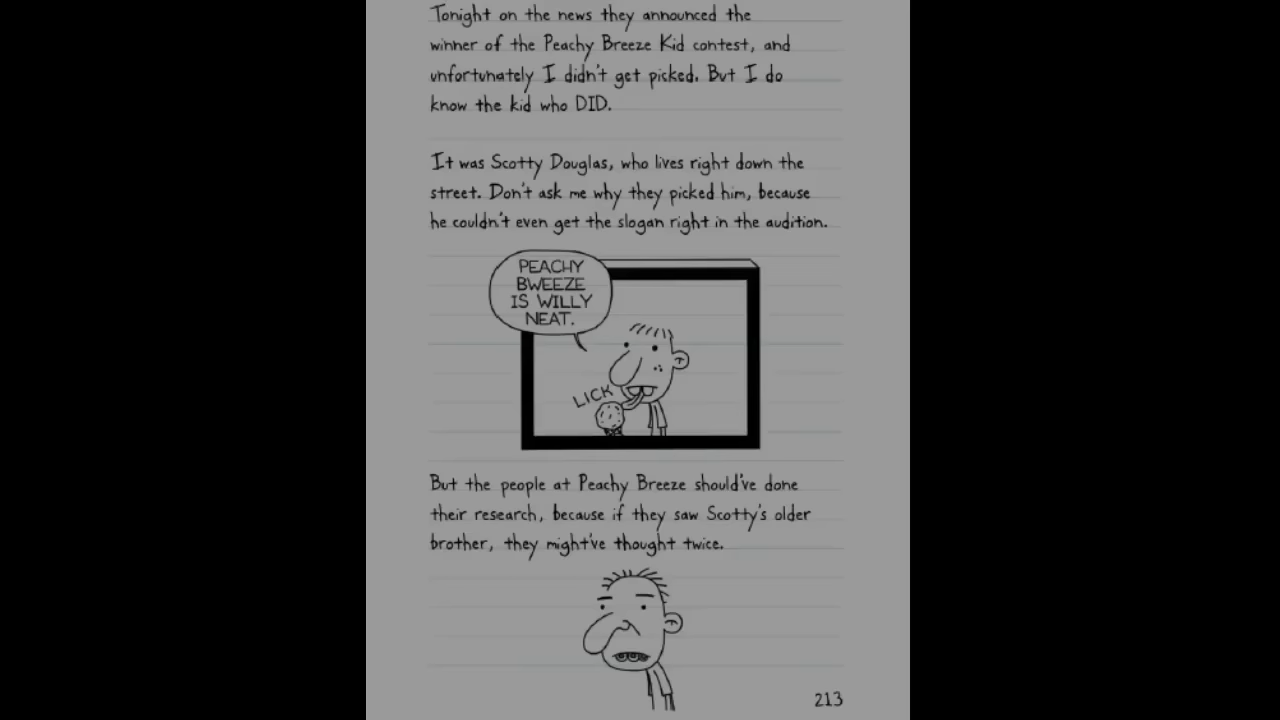 Tonight on the news they announced the
winner of the Peachy Breeze Kid contest, and
unfortunately I didn't get picked. But I do
know the kid who DID.
It was Scotty Douglas, who lives right down the
street. Don't ask me why they picked him, because
he couldn't even get the slogan right in the audition.
PEACHY
BWEEZE
IS WILLY
NEAT.
LICK
But the people at Peachy Breeze should've done
their research, because if they saw Scotty's older
brother, they might've thought twice.
213